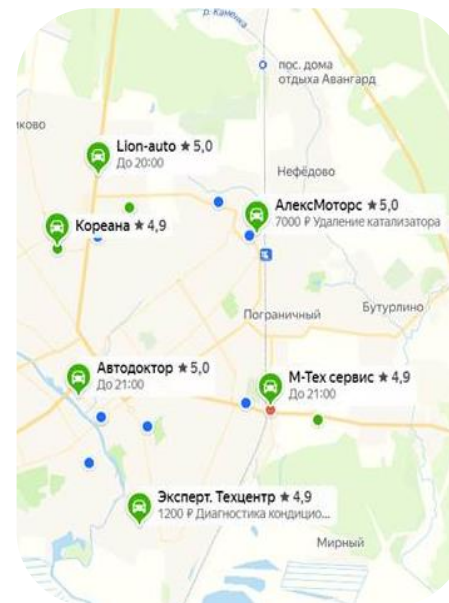 р. Каменка
пос. дома
отдыха Авангард
иково
Lion-auto ★ 5,0
До 20:00
Нефёдово
АлексМоторс ★ 5,0
7000 ₽ Удаление катализатора
Кореана ★ 4,9
Пограничный
Бутурлино
Автодоктор ★ 5,0
До 21:00
М-Тех сервис ★ 4,9
До 21:00
Эксперт. Техцентр ★ 4,9
1200 ₽ Диагностика кондицио...
Мирный